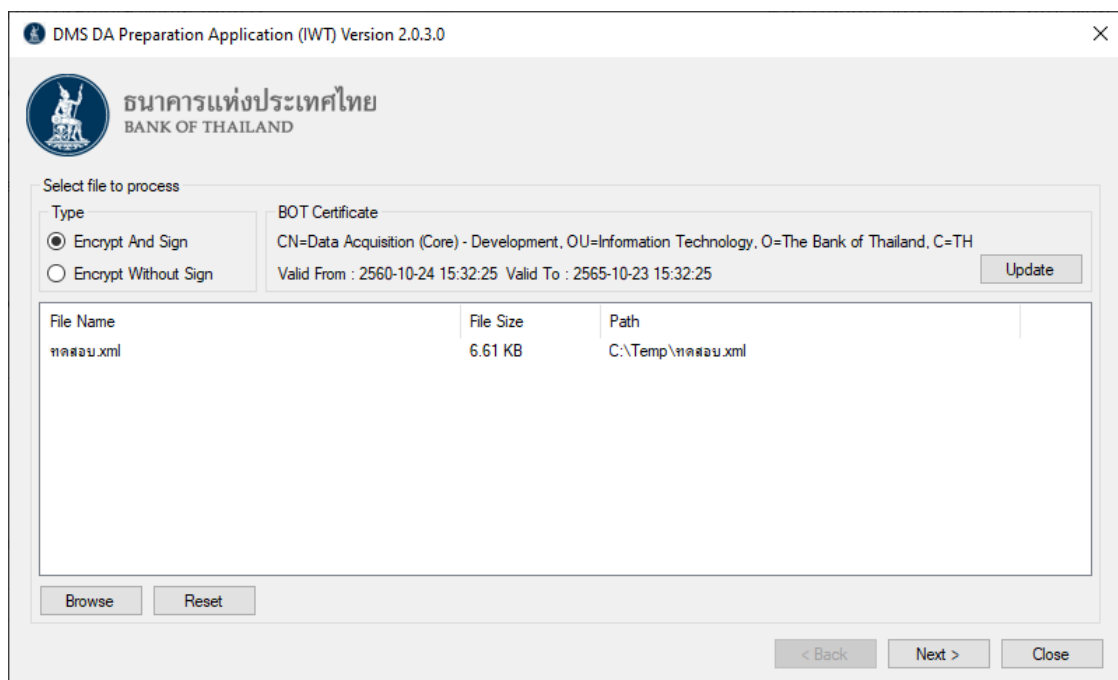 DMS DA Preparation Application (IWT) Version 2.0.3.0
ธนาคารแห่งประเทศไทย
BANK OF THAILAND
Select file to process
Type
Encrypt And Sign
Encrypt Without Sign
BOT Certificate
CN=Data Acquisition (Core) - Development, OU=Information Technology, O=The Bank of Thailand, C=TH
Valid From : 2560-10-24 15:32:25 Valid To : 2565-10-23 15:32:25
Update
File Name File Size Path
ทดสอบ.xml 6.61 KB C:\Temp\ทดสอบ.xml
Browse Reset
< Back Next > Close